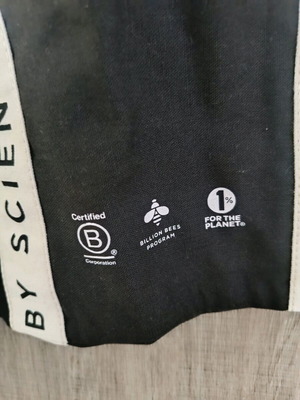 BY SCIEN
Certified
B
®
Corporation
BILLION BEES
PROGRAM
1%
FOR THE
PLANET®